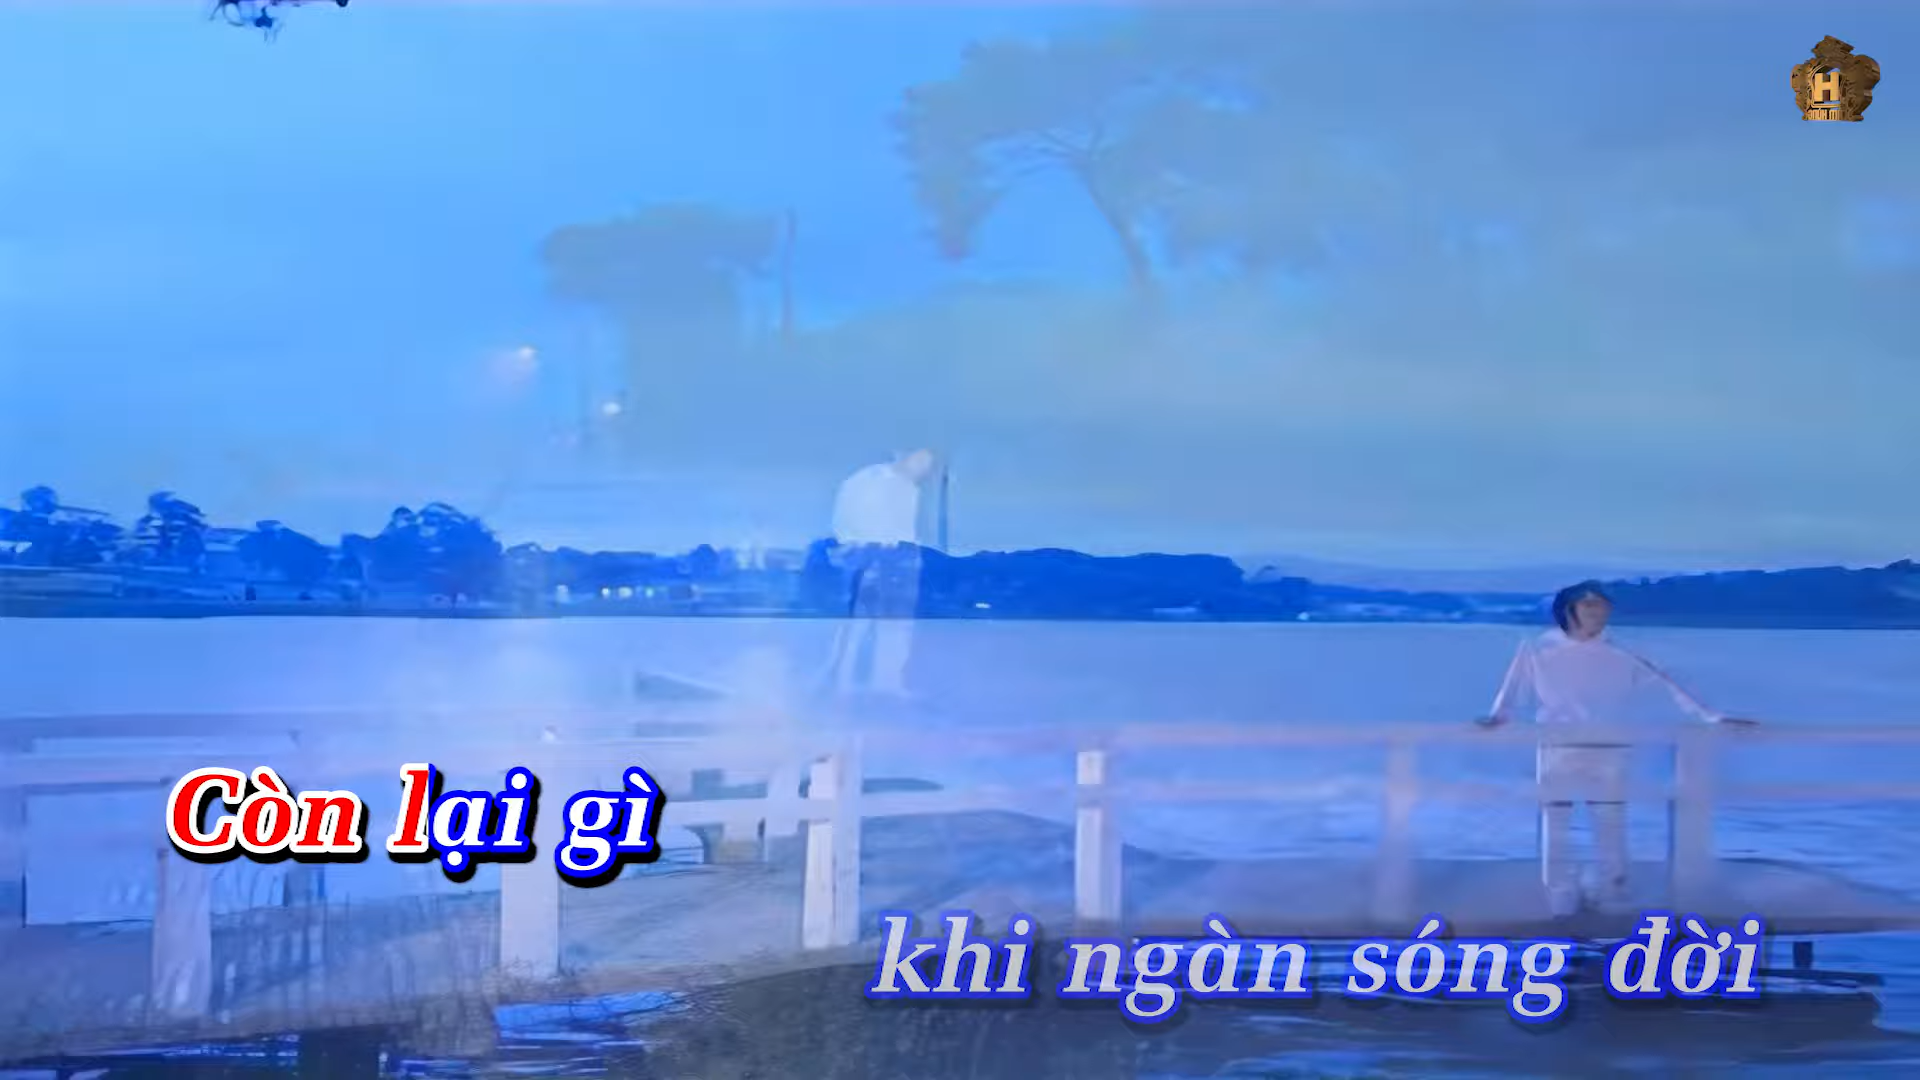 H
Còn lại gì
khi ngàn sóng đời